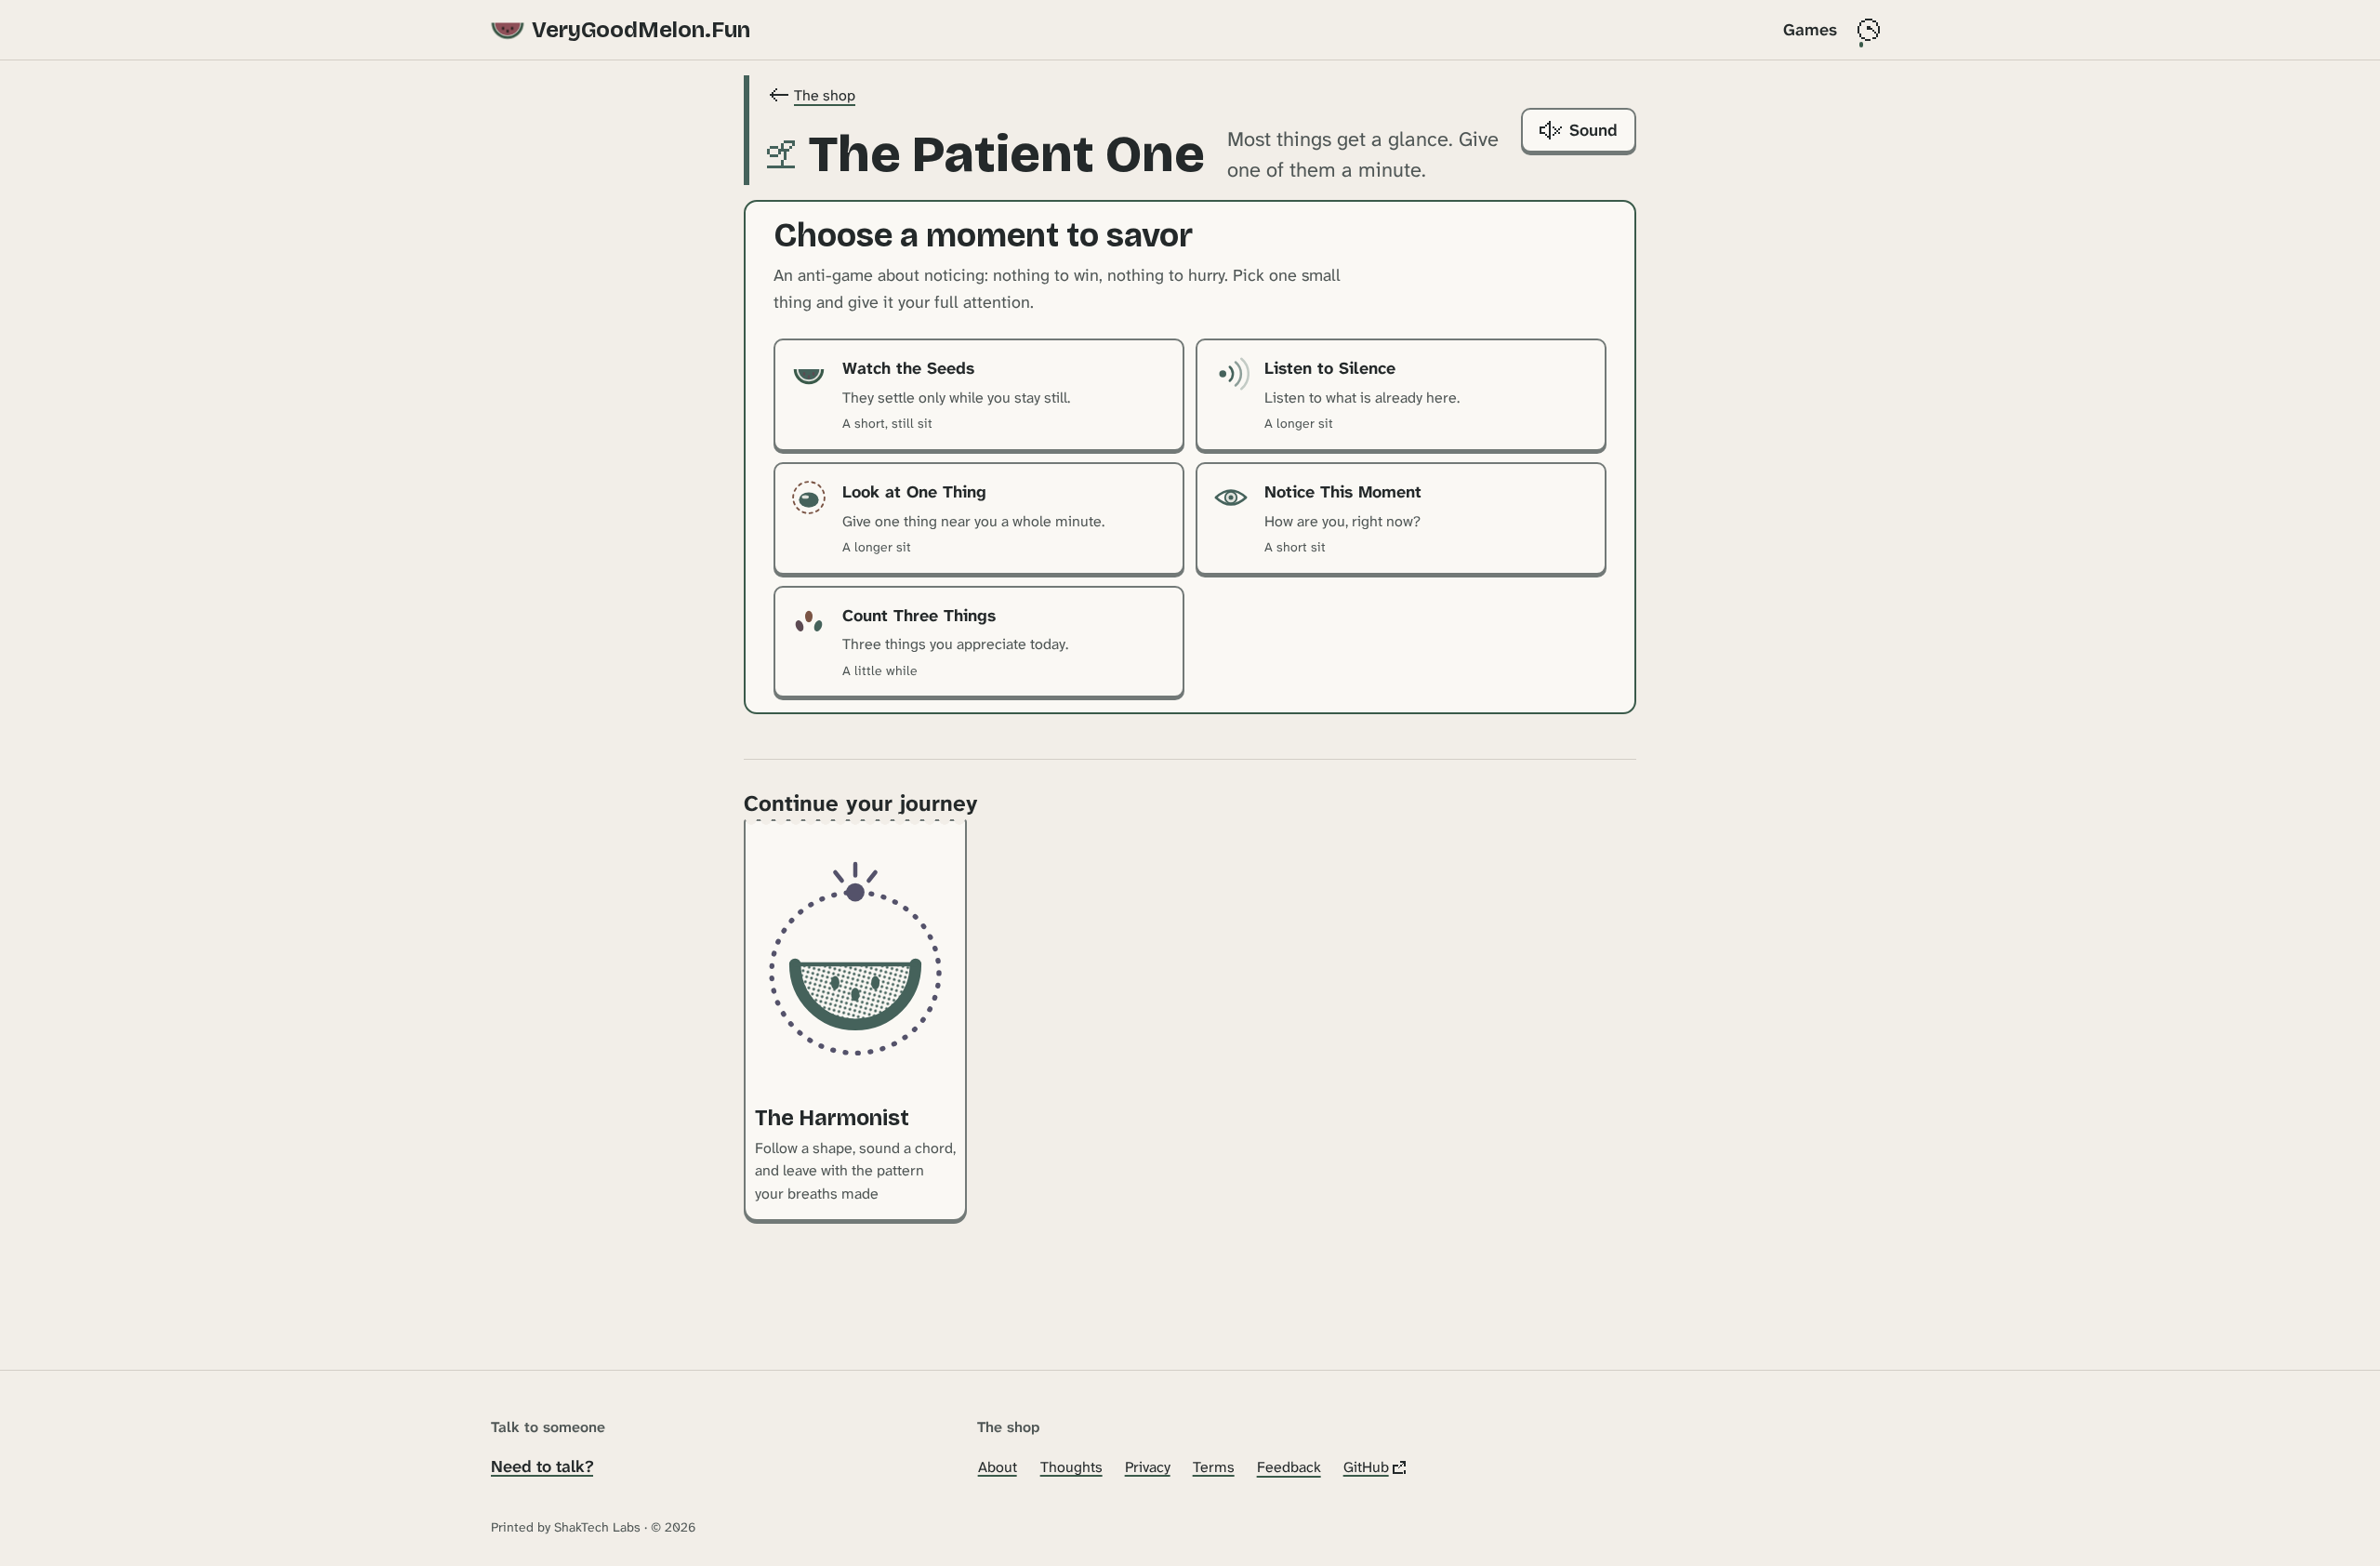 VeryGoodMelon.Fun
Games
The shop
The Patient One
Most things get a glance. Give
one of them a minute.
Sound
Choose a moment to savor
An anti-game about noticing: nothing to win, nothing to hurry. Pick one small
thing and give it your full attention.
Watch the Seeds
They settle only while you stay still.
A short, still sit
Listen to Silence
Listen to what is already here.
A longer sit
Look at One Thing
Give one thing near you a whole minute.
A longer sit
Notice This Moment
How are you, right now?
A short sit
Count Three Things
Three things you appreciate today.
A little while
Continue your journey
The Harmonist
Follow a shape, sound a chord,
and leave with the pattern
your breaths made
Talk to someone
Need to talk?
The shop
About Thoughts Privacy Terms Feedback GitHub
Printed by ShakTech Labs · © 2026